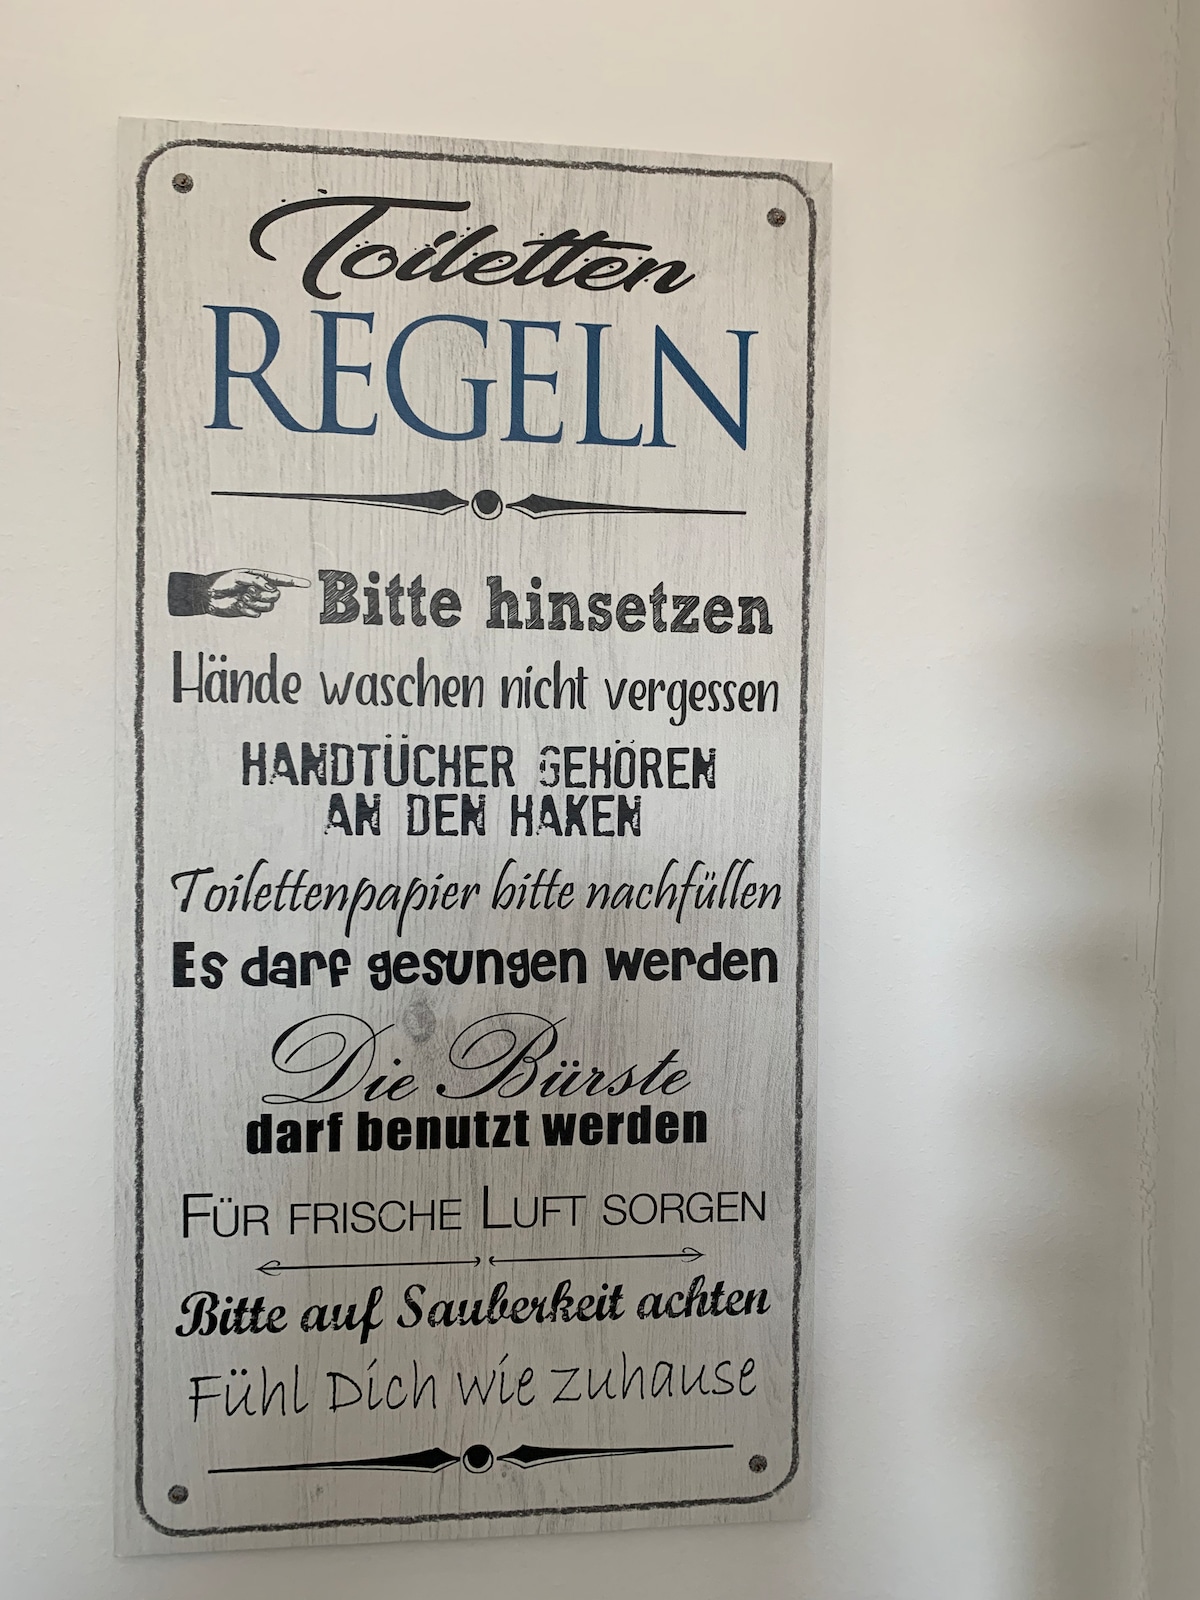 Toiletten
REGELN
Bitte hinsetzen
Hände waschen nicht vergessen
HANDTÜCHER GEHÖREN
AN DEN HAKEN
Toilettenpapier bitte nachfüllen
Es darf gesungen werden
Die Bürste
darf benutzt werden
FÜR FRISCHE LUFT SORGEN
Bitte auf Sauberkeit achten
Fühl Dich wie zuhause